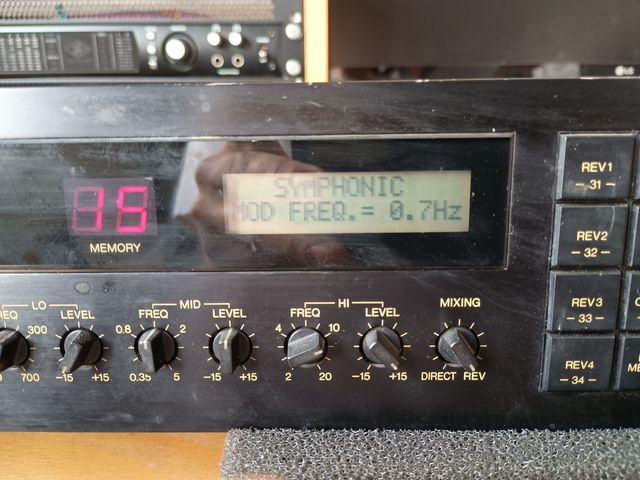 LG
SYMPHONIC
MOD FREQ.= 0.7Hz
15
MEMORY
REV1
-31-
REV2
-32-
REV3
-33-
REV4
-34-
LO
LEVEL
300
700
-15 +15
MID
FREQ
LEVEL
0.8 2
0.35 5
-15 +15
HI
FREQ
LEVEL
4 10
2 20
-15 +15
MIXING
DIRECT REV